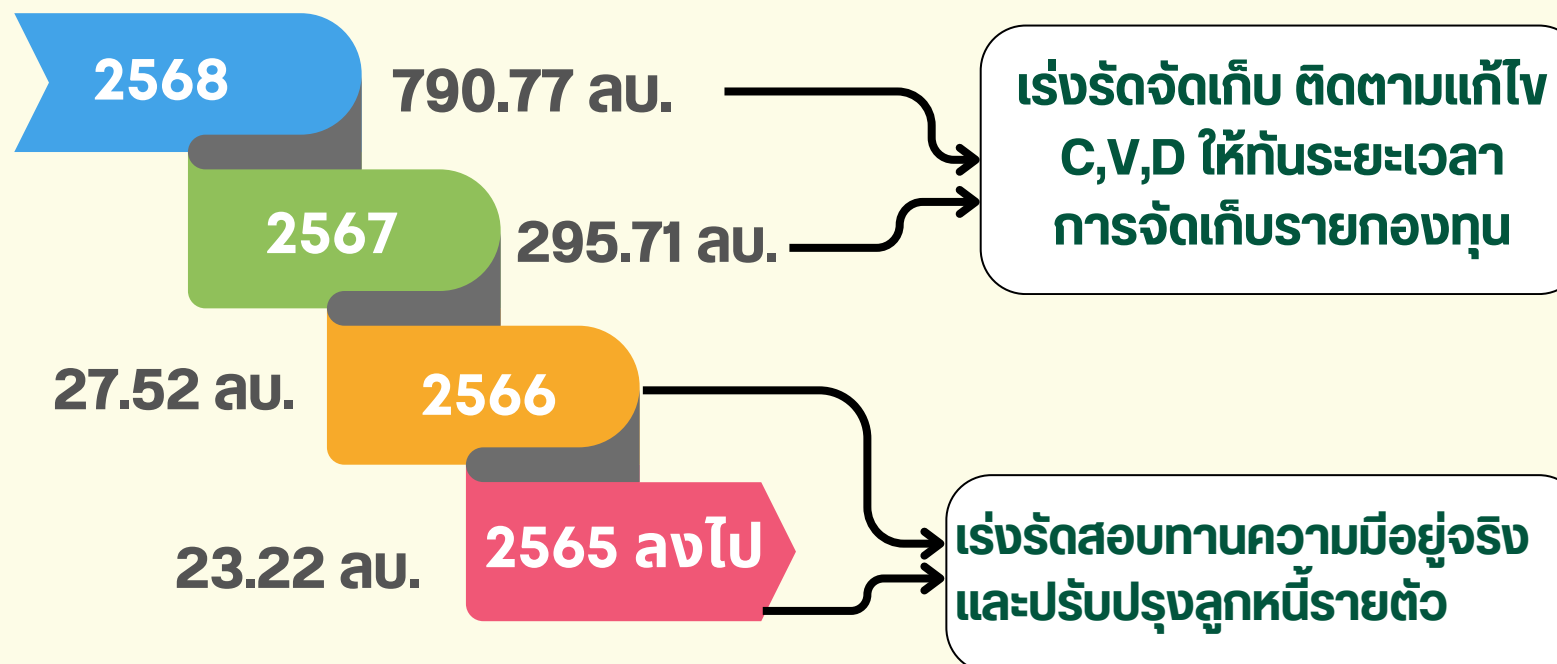 2568
790.77 ลบ.
เร่งรัดจัดเก็บ ติดตามแก้ไข
C,V,D ให้ทันระยะเวลา
การจัดเก็บรายกองทุน
2567
295.71 ลบ.
27.52 ลบ.
2566
23.22 ลบ.
2565 ลงไป
เร่งรัดสอบทานความมีอยู่จริง
และปรับปรุงลูกหนี้รายตัว